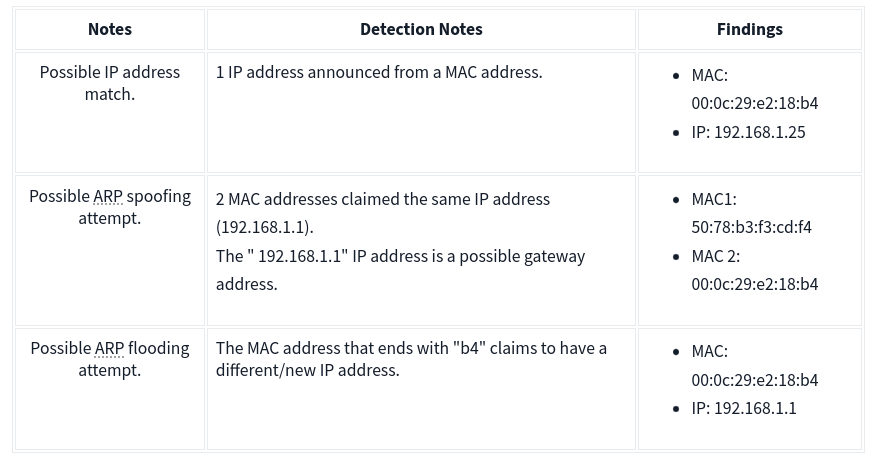 Notes
Detection Notes
Findings
Possible IP address
match.
1 IP address announced from a MAC address.
MAC:
00:0c:29:e2:18:b4
IP: 192.168.1.25
Possible ARP spoofing
attempt.
2 MAC addresses claimed the same IP address
(192.168.1.1).
The " 192.168.1.1" IP address is a possible gateway
address.
MAC1:
50:78:b3:f3:cd:f4
MAC 2:
00:0c:29:e2:18:b4
Possible ARP flooding
attempt.
The MAC address that ends with "b4" claims to have a
different/new IP address.
MAC:
00:0c:29:e2:18:b4
IP: 192.168.1.1